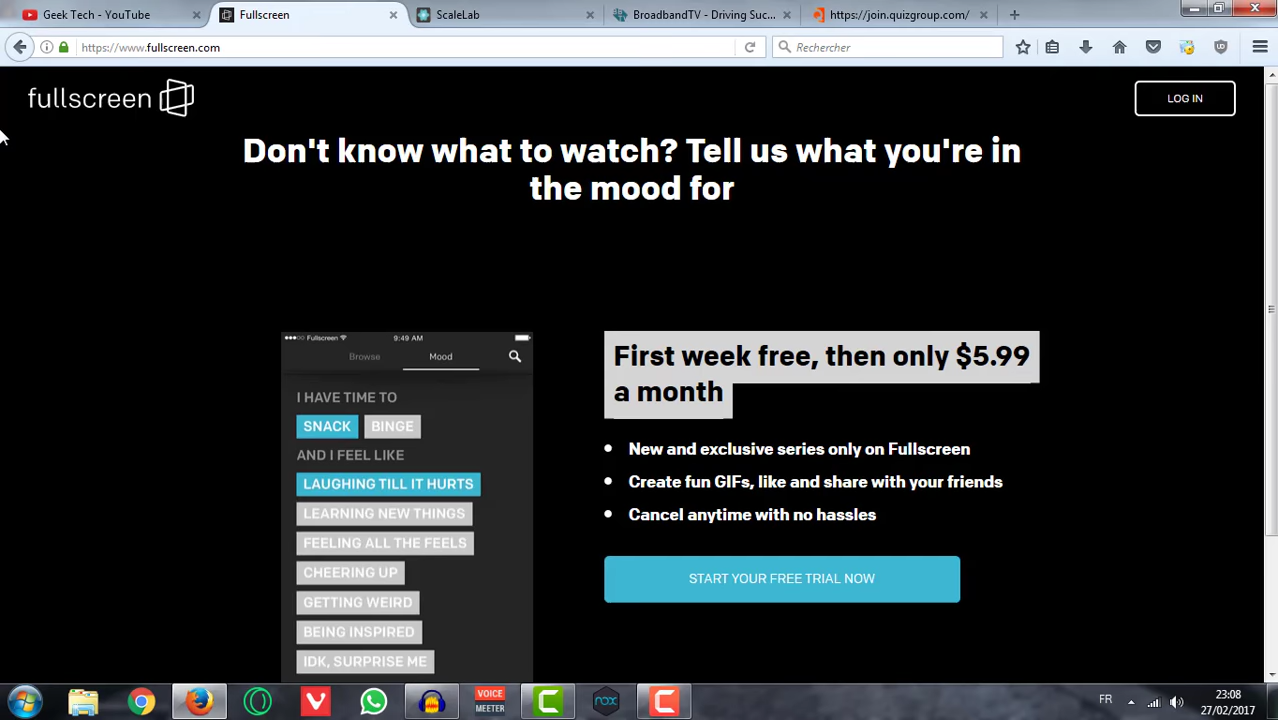 Geek Tech - YouTube
Fullscreen
ScaleLab
BroadbandTV - Driving Suc...
https://join.quizgroup.com/
https://www.fullscreen.com
Rechercher
fullscreen
LOG IN
Don't know what to watch? Tell us what you're in
the mood for
Fullscreen
9:49 AM
Browse
Mood
I HAVE TIME TO
SNACK
BINGE
AND I FEEL LIKE
LAUGHING TILL IT HURTS
LEARNING NEW THINGS
FEELING ALL THE FEELS
CHEERING UP
GETTING WEIRD
BEING INSPIRED
IDK, SURPRISE ME
First week free, then only $5.99
a month
• New and exclusive series only on Fullscreen
• Create fun GIFs, like and share with your friends
• Cancel anytime with no hassles
START YOUR FREE TRIAL NOW
VOICE
MEETER
nox
FR
23:08
27/02/2017